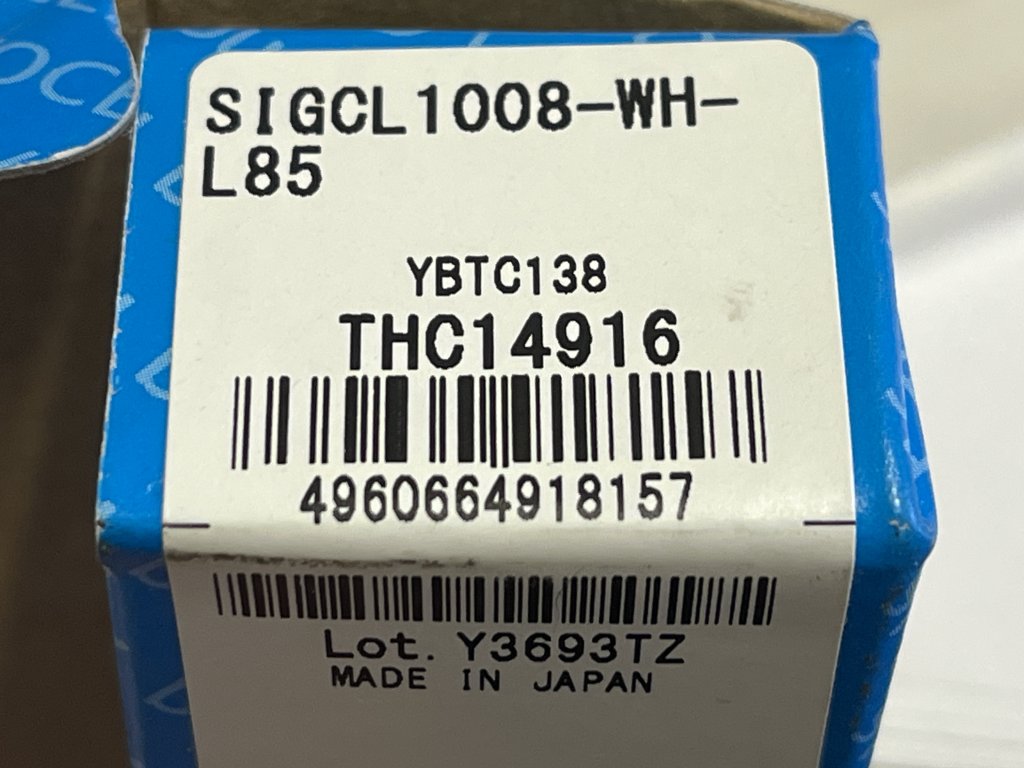 SIGCL1008-WH-
L85
YBTC138
THC14916
4960664918157
Lot. Y3693TZ
MADE IN JAPAN